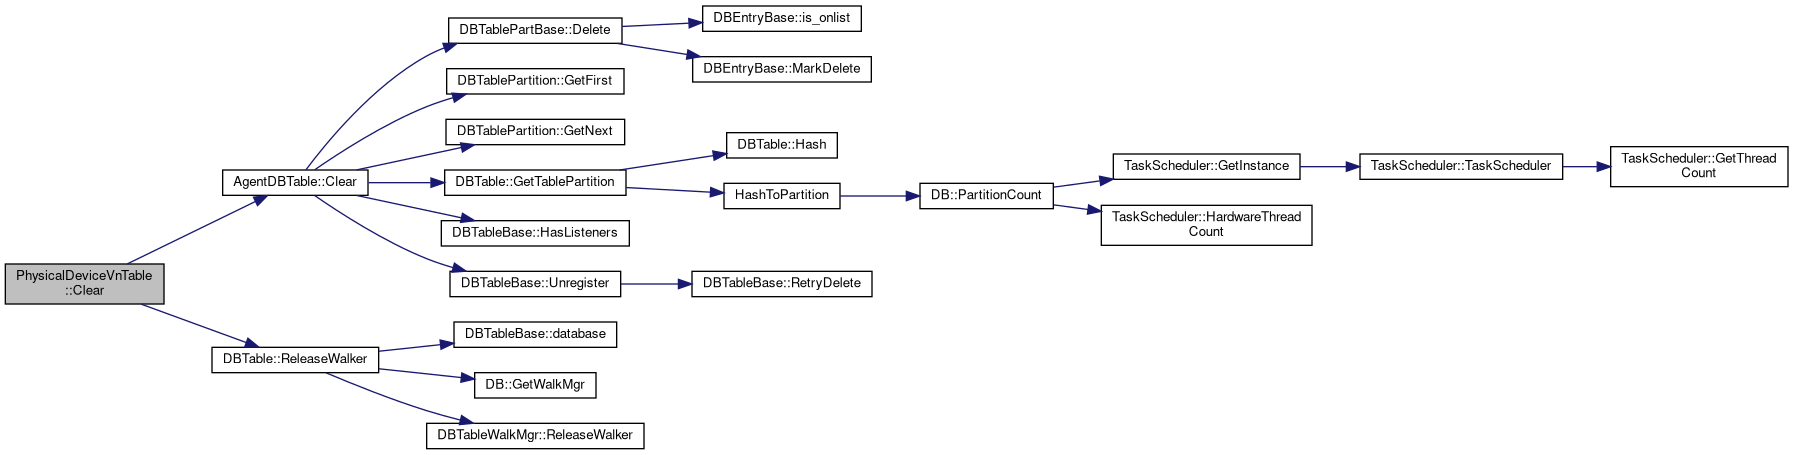 PhysicalDeviceVnTable
::Clear
AgentDBTable::Clear
DBTable::ReleaseWalker
DBTablePartBase::Delete
DBTablePartition::GetFirst
DBTablePartition::GetNext
DBTable::GetTablePartition
DBTableBase::HasListeners
DBTableBase::Unregister
DBTableBase::database
DB::GetWalkMgr
DBTableWalkMgr::ReleaseWalker
DBEntryBase::is_onlist
DBEntryBase::MarkDelete
DBTable::Hash
HashToPartition
DBTableBase::RetryDelete
DB::PartitionCount
TaskScheduler::GetInstance
TaskScheduler::HardwareThread
Count
TaskScheduler::TaskScheduler
TaskScheduler::GetThread
Count